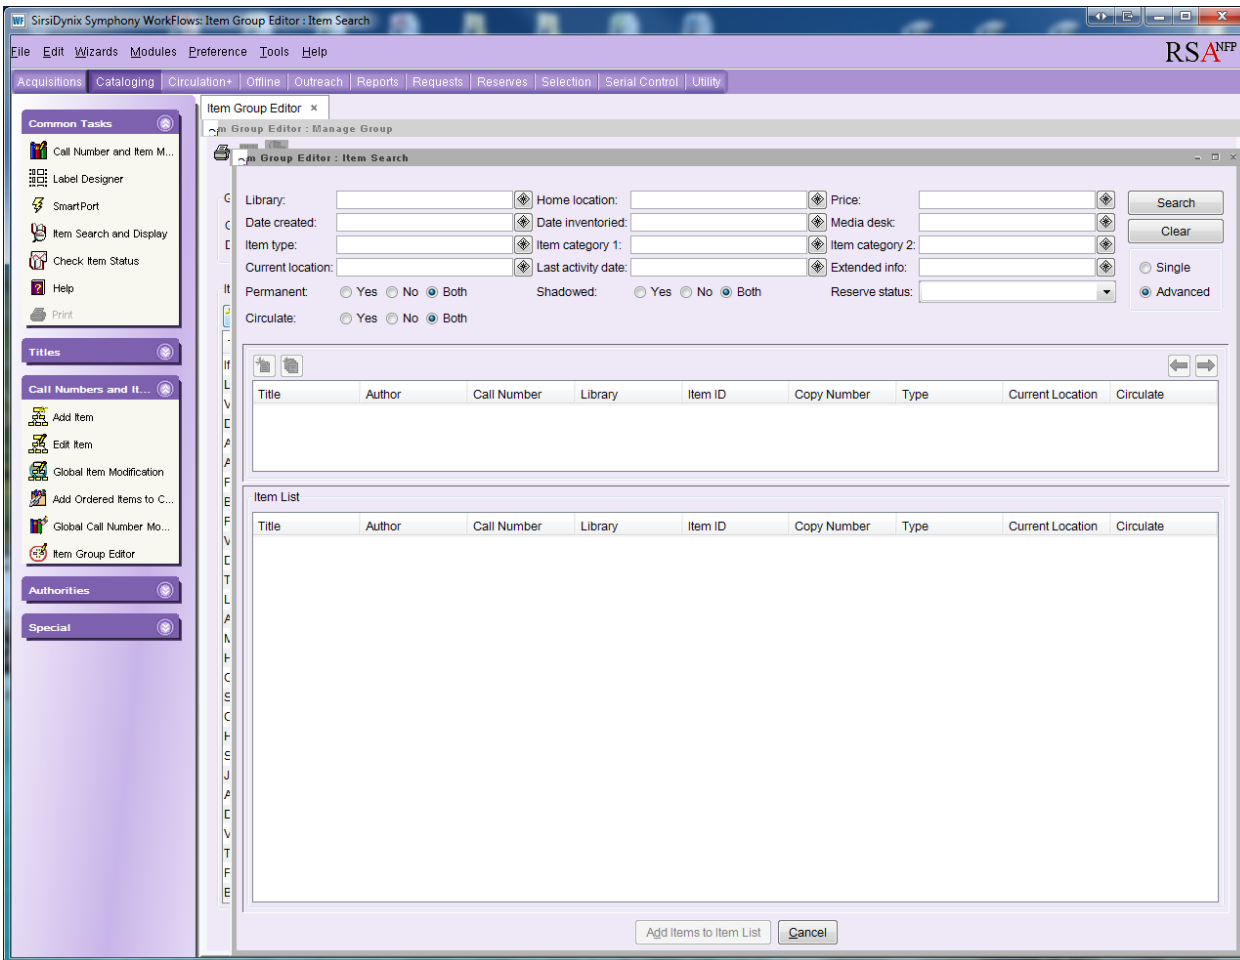 WF SirsiDynix Symphony WorkFlows: Item Group Editor : Item Search
File Edit Wizards Modules Preference Tools Help
RSANFP
Acquisitions Cataloging Circulation+ Offline Outreach Reports Requests Reserves Selection Serial Control Utility
Common Tasks
Call Number and Item M...
Label Designer
SmartPort
Item Search and Display
Check Item Status
Help
Print
Titles
Call Numbers and It...
Add Item
Edit Item
Global Item Modification
Add Ordered Items to C...
Global Call Number Mo...
Item Group Editor
Authorities
Special
Item Group Editor ×
m Group Editor : Manage Group
m Group Editor : Item Search
Library: Home location: Price: Search
Date created: Date inventoried: Media desk: Clear
Item type: Item category 1: Item category 2:
Current location: Last activity date: Extended info: Single
Permanent: Yes No Both Shadowed: Yes No Both Reserve status: Advanced
Circulate: Yes No Both
Title Author Call Number Library Item ID Copy Number Type Current Location Circulate
Item List
Title Author Call Number Library Item ID Copy Number Type Current Location Circulate
Add Items to Item List Cancel